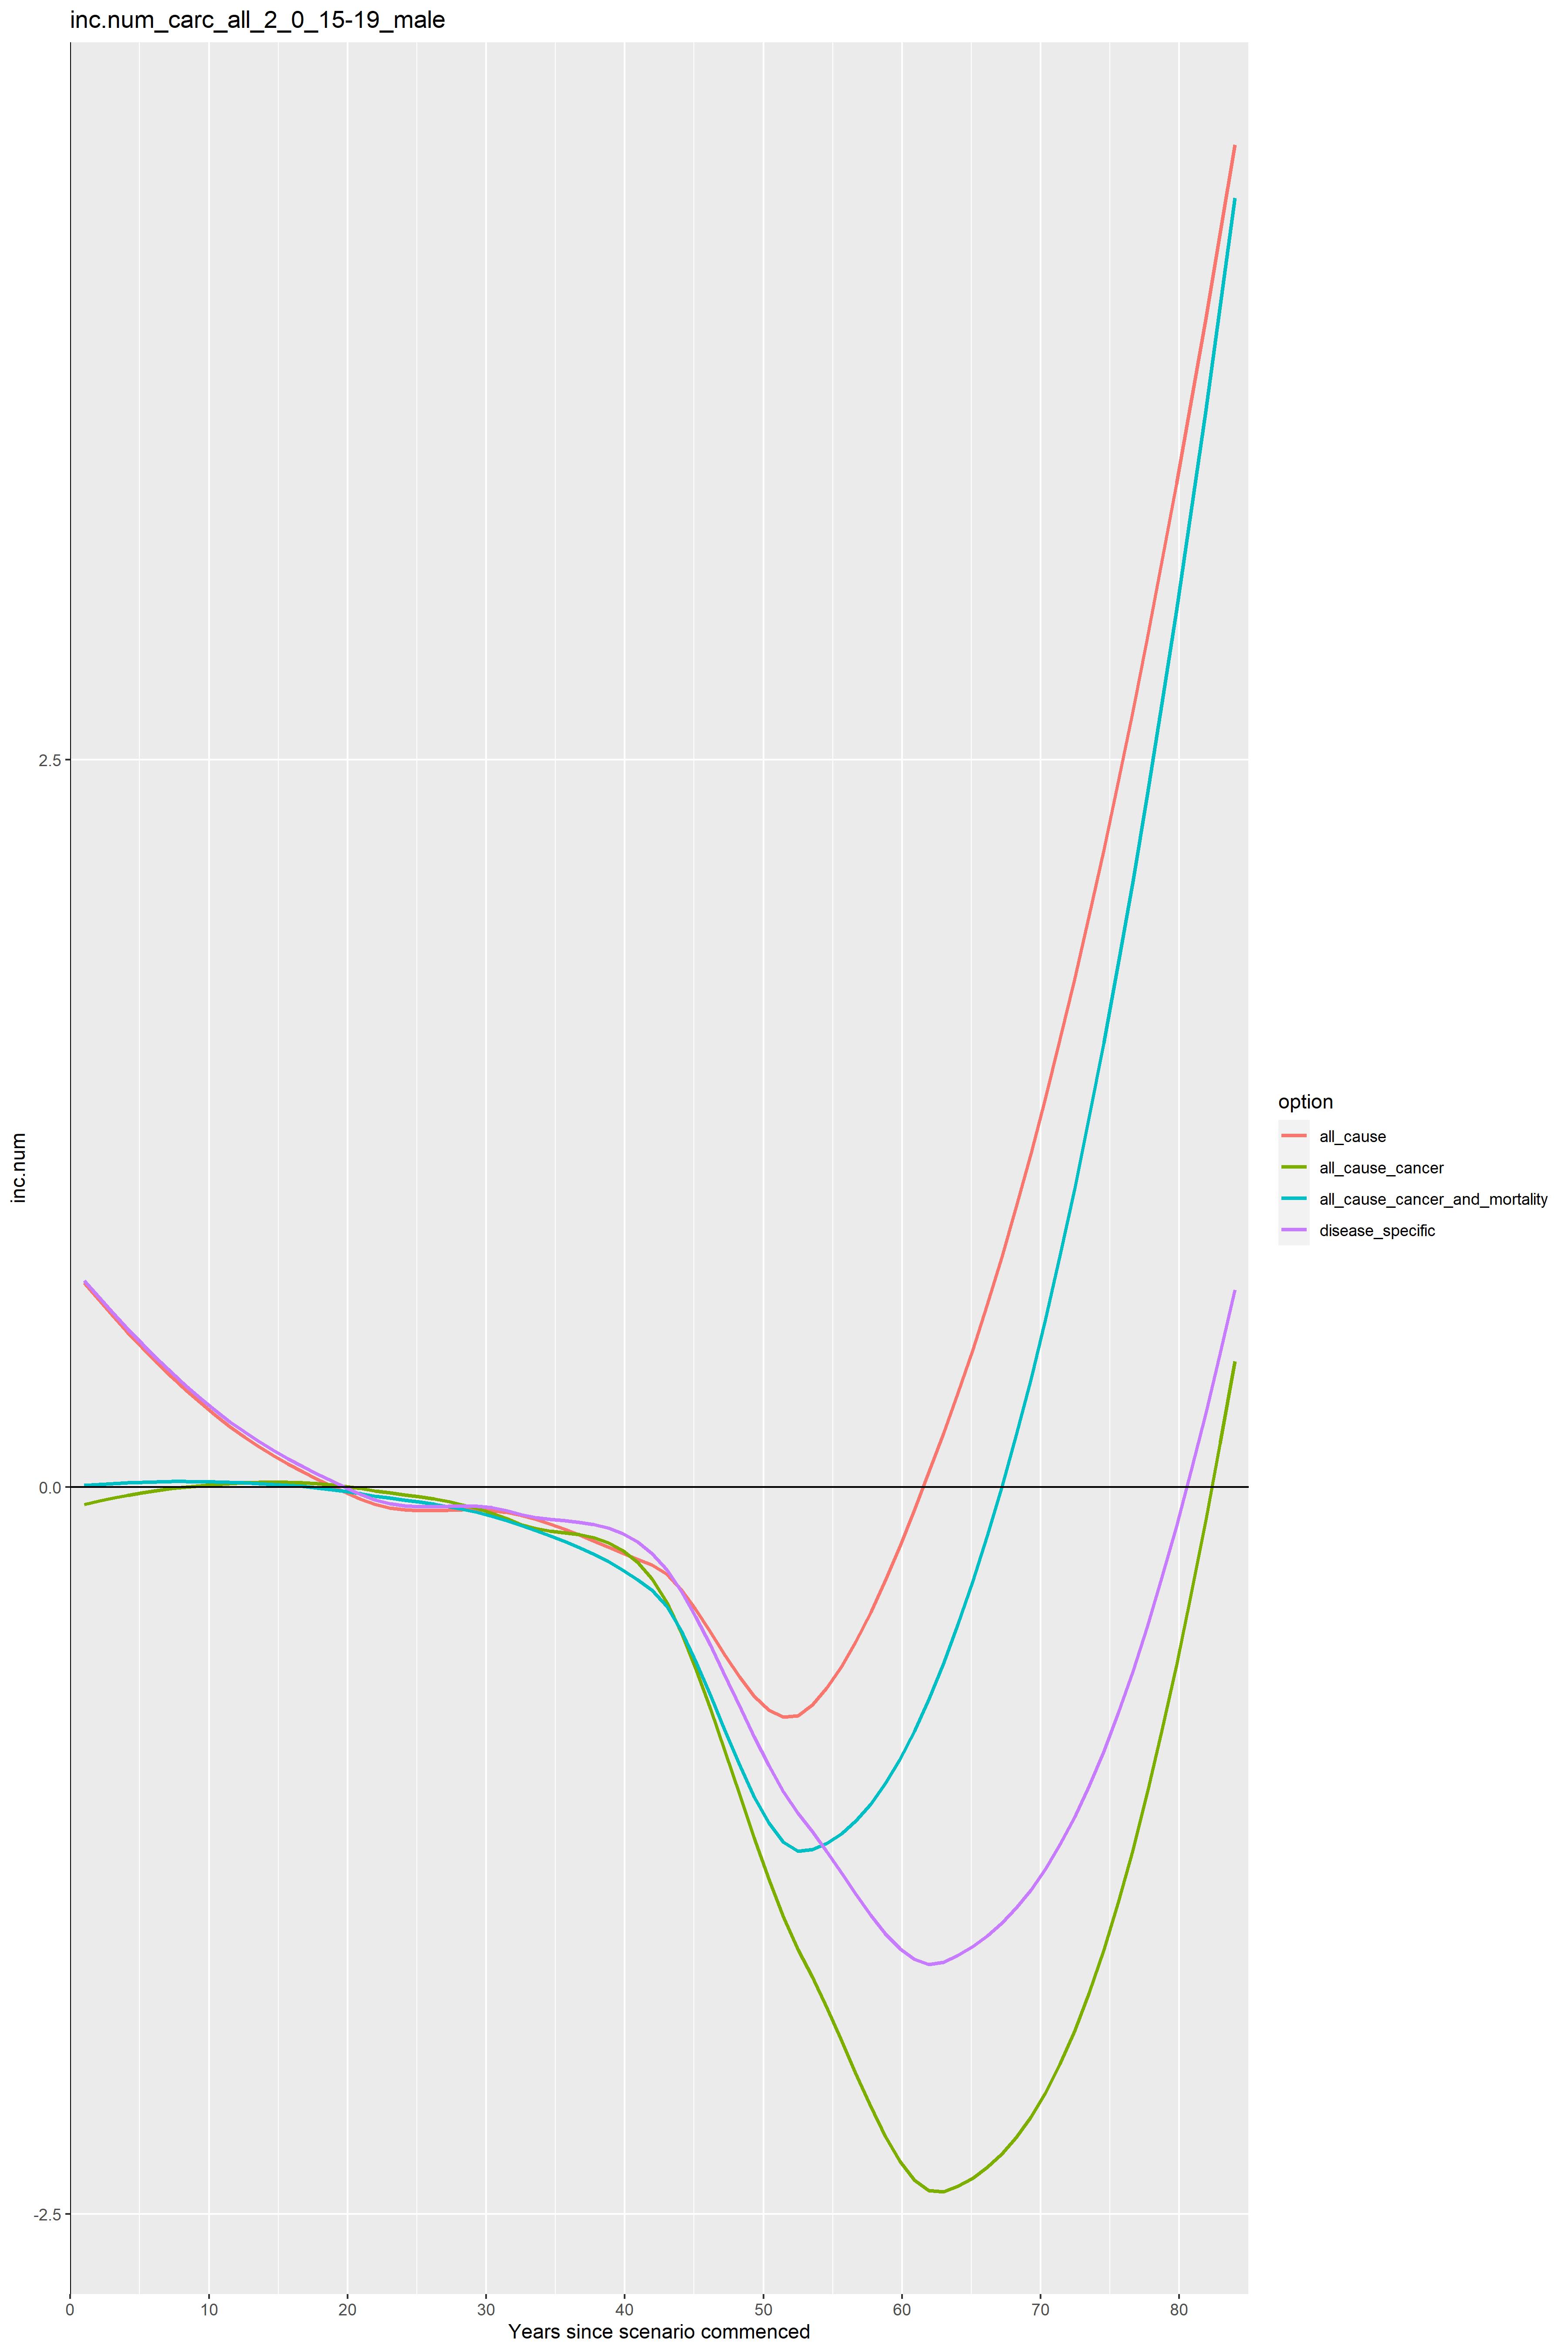 inc.num_carc_all_2_0_15-19_male
inc.num
2.5
0.0
-2.5
0 10 20 30 40 50 60 70 80
Years since scenario commenced
option
all_cause
all_cause_cancer
all_cause_cancer_and_mortality
disease_specific